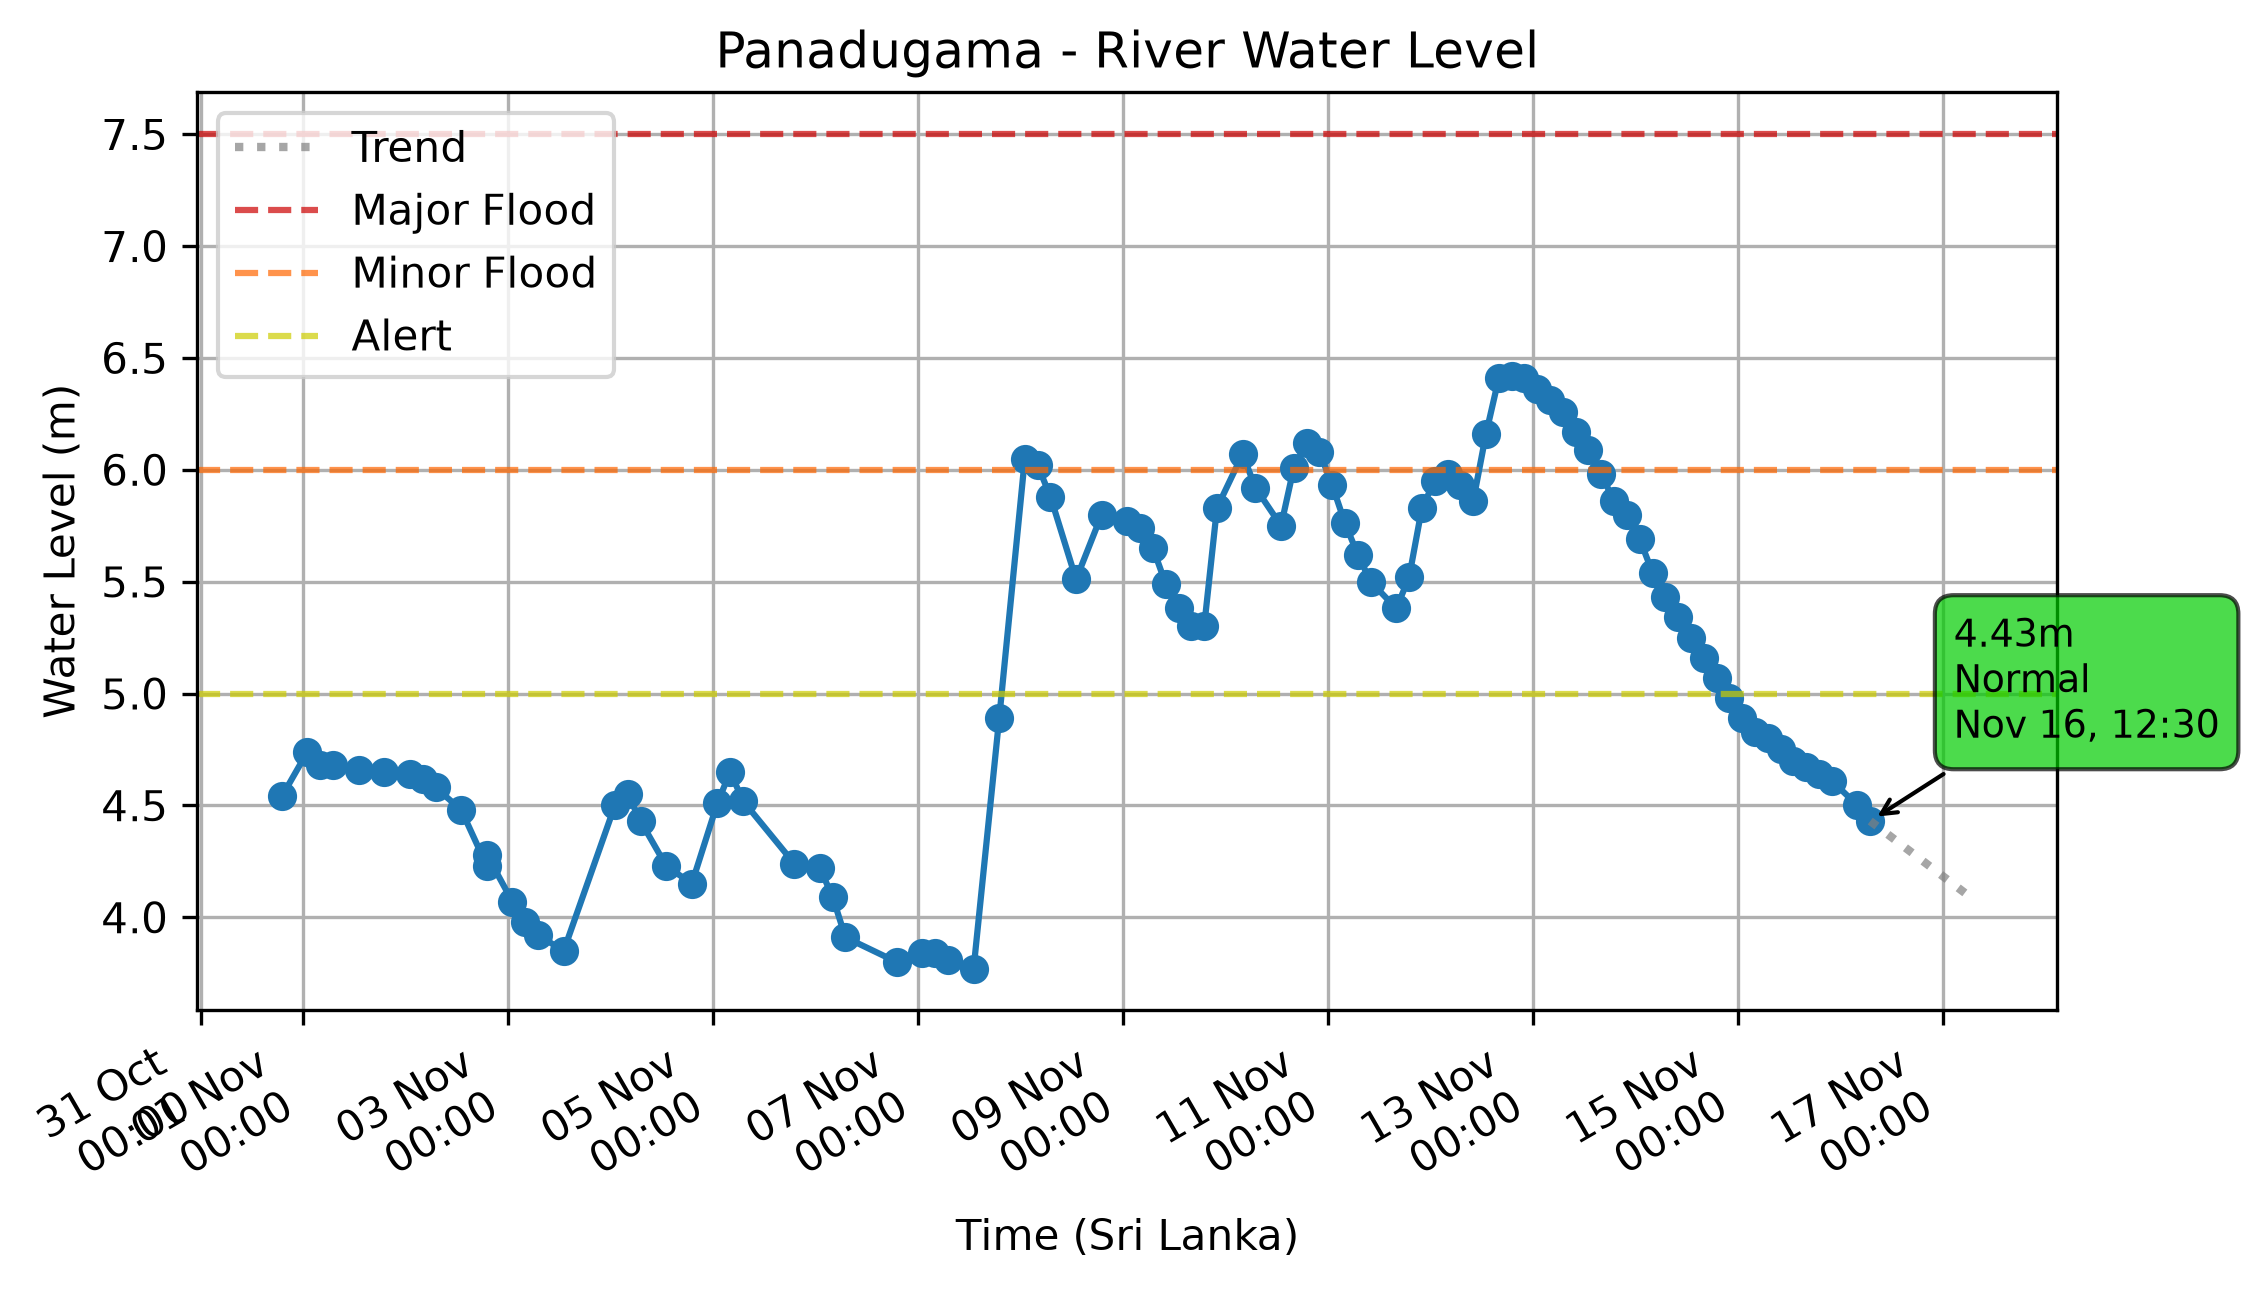 Panadugama - River Water Level
7.5
7.0
6.5
6.0
5.5
5.0
4.5
4.0
Water Level (m)
Trend
Major Flood
Minor Flood
Alert
4.43m
Normal
Nov 16, 12:30
31 Oct
00:00
01 Nov
00:00
03 Nov
00:00
05 Nov
00:00
07 Nov
00:00
09 Nov
00:00
11 Nov
00:00
13 Nov
00:00
15 Nov
00:00
17 Nov
00:00
Time (Sri Lanka)